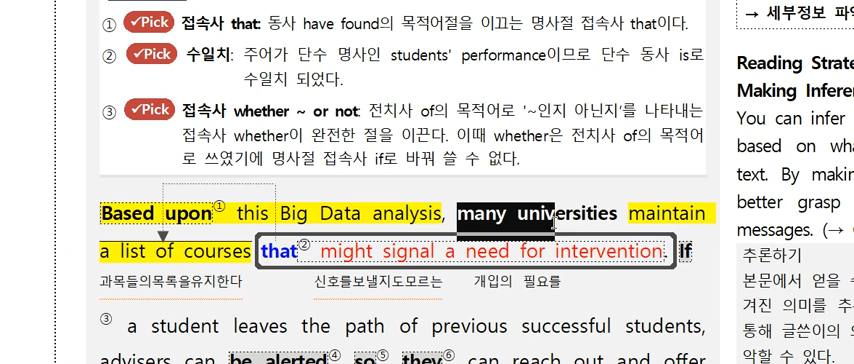 ① ✓Pick 접속사 that: 동사 have found의 목적어절을 이끄는 명사절 접속사 that이다.
② ✓Pick 수일치: 주어가 단수 명사인 students' performance이므로 단수 동사 is로
수일치 되었다.
③ ✓Pick 접속사 whether ~ or not: 전치사 of의 목적어로 '~인지 아닌지'를 나타내는
접속사 whether이 완전한 절을 이끈다. 이때 whether은 전치사 of의 목적어
로 쓰였기에 명사절 접속사 if로 바꿔 쓸 수 없다.
Based upon① this Big Data analysis, many universities maintain
a list of courses that② might signal a need for intervention. If
과목들의목록을유지한다 신호를보낼지도모르는 개입의 필요를
③ a student leaves the path of previous successful students,
advisers can be alerted④ so⑤ they⑥ can reach out and offer
→ 세부정보 파악
Reading Strate
Making Inferen
You can infer
based on wha
text. By makin
better grasp
messages. (→
추론하기
본문에서 얻을 수
겨진 의미를 추
통해 글쓴이의 의
악할 수 있다.